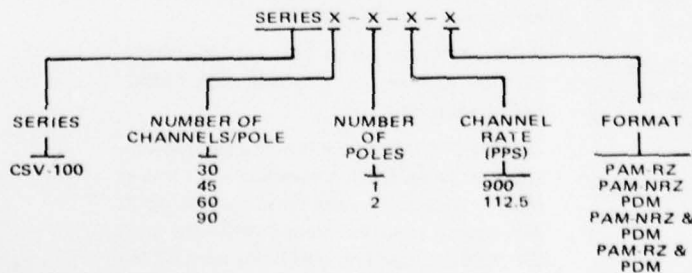 SERIES X - X - X - X
SERIES
CSV-100
NUMBER OF
CHANNELS/POLE
30
45
60
90
NUMBER
OF
POLES
1
2
CHANNEL
RATE
(PPS)
900
112.5
FORMAT
PAM-RZ
PAM-NRZ
PDM
PAM-NRZ &
PDM
PAM-RZ &
PDM